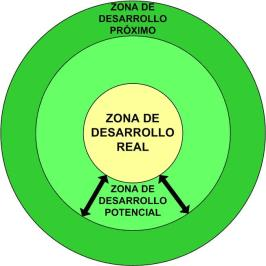 ZONA DE
DESARROLLO
PRÓXIMO
ZONA DE
DESARROLLO
REAL
ZONA DE
DESARROLLO
POTENCIAL